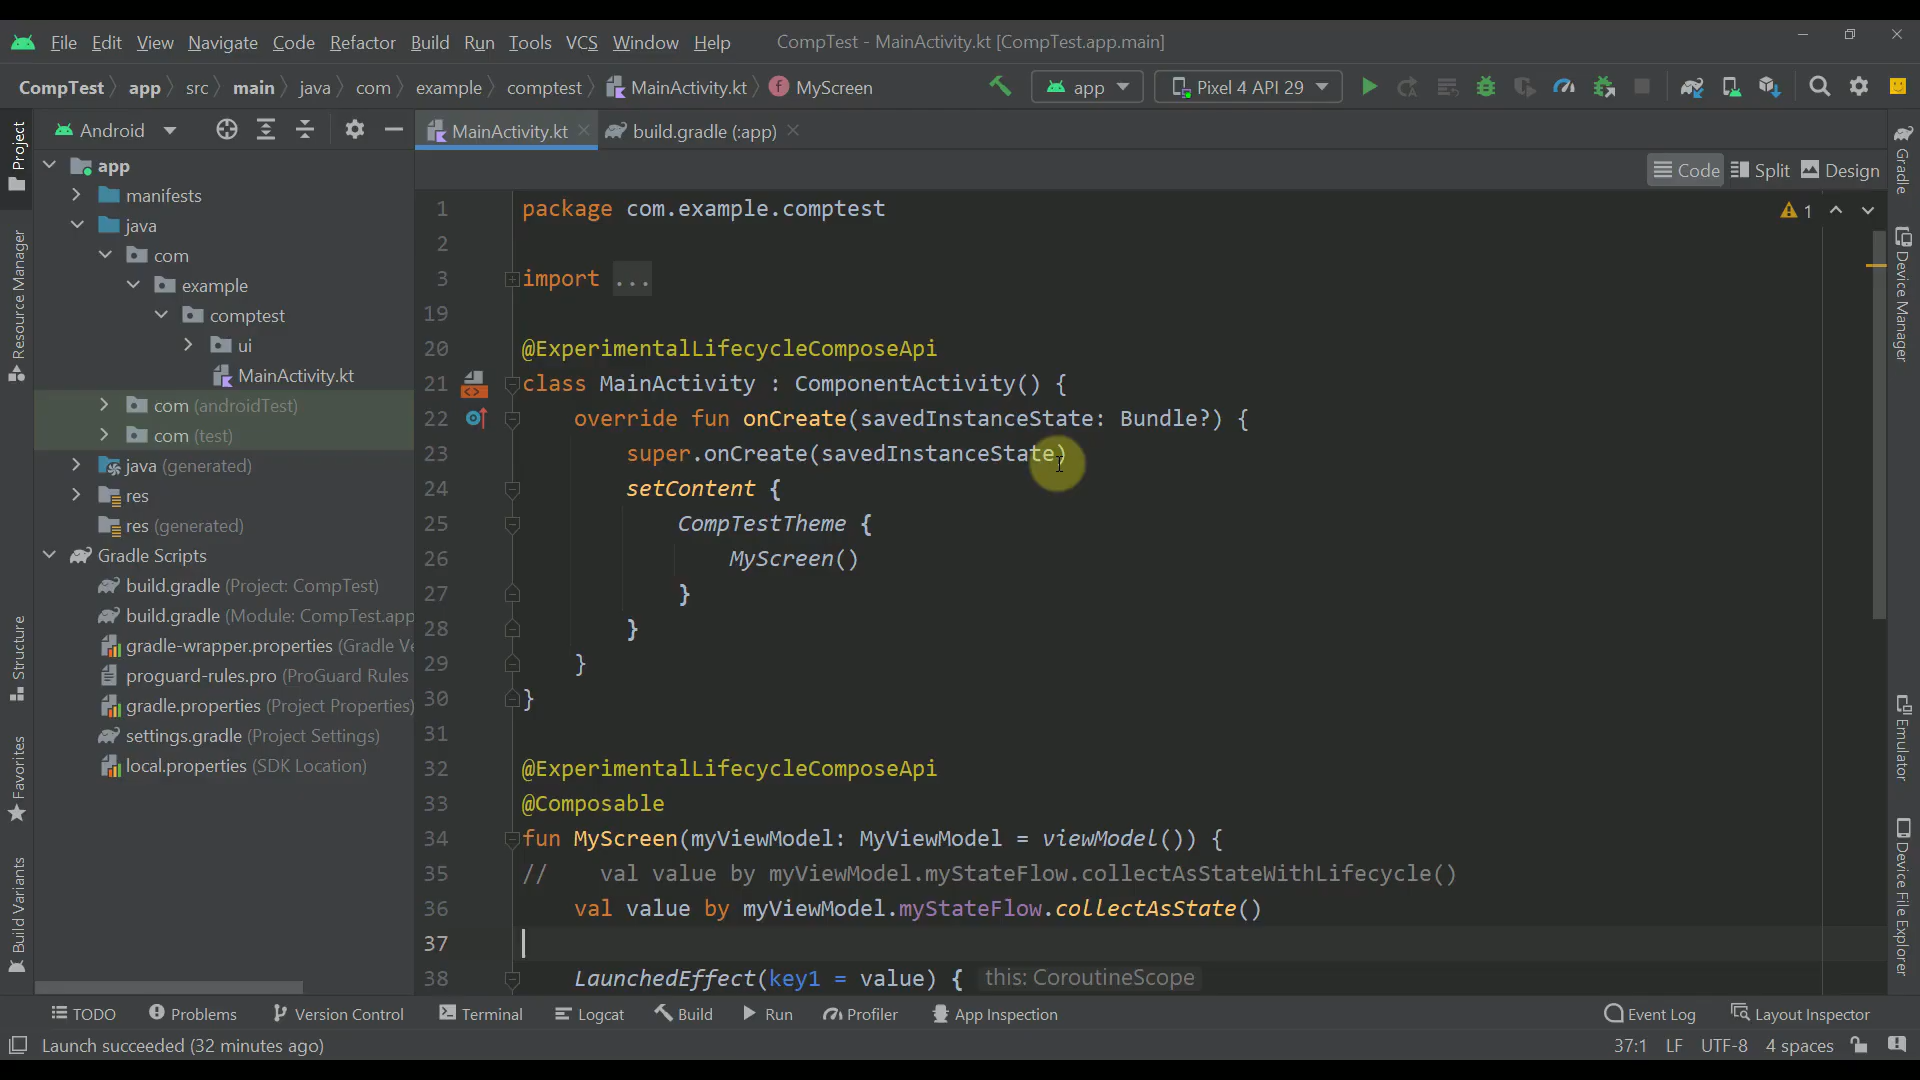 File Edit View Navigate Code Refactor Build Run Tools VCS Window Help CompTest - MainActivity.kt [CompTest.app.main]
CompTest app src main java com example comptest MainActivity.kt MyScreen app Pixel 4 API 29
Project
Resource Manager
Structure
Favorites
Build Variants
Android
app
manifests
java
com
example
comptest
ui
MainActivity.kt
com (androidTest)
com (test)
java (generated)
res
res (generated)
Gradle Scripts
build.gradle (Project: CompTest)
build.gradle (Module: CompTest.app
gradle-wrapper.properties (Gradle Ve
proguard-rules.pro (ProGuard Rules
gradle.properties (Project Properties)
settings.gradle (Project Settings)
local.properties (SDK Location)
MainActivity.kt build.gradle (:app)
Code Split Design
1
1 package com.example.comptest
2
3 import ...
19
20 @ExperimentalLifecycleComposeApi
21 class MainActivity : ComponentActivity() {
22 override fun onCreate(savedInstanceState: Bundle?) {
23 super.onCreate(savedInstanceState)
24 setContent {
25 CompTestTheme {
26 MyScreen()
27 }
28 }
29 }
30 }
31
32 @ExperimentalLifecycleComposeApi
33 @Composable
34 fun MyScreen(myViewModel: MyViewModel = viewModel()) {
35 // val value by myViewModel.myStateFlow.collectAsStateWithLifecycle()
36 val value by myViewModel.myStateFlow.collectAsState()
37
38 LaunchedEffect(key1 = value) { this: CoroutineScope
Gradle
Device Manager
Emulator
Device File Explorer
TODO Problems Version Control Terminal Logcat Build Run Profiler App Inspection Event Log Layout Inspector
Launch succeeded (32 minutes ago) 37:1 LF UTF-8 4 spaces